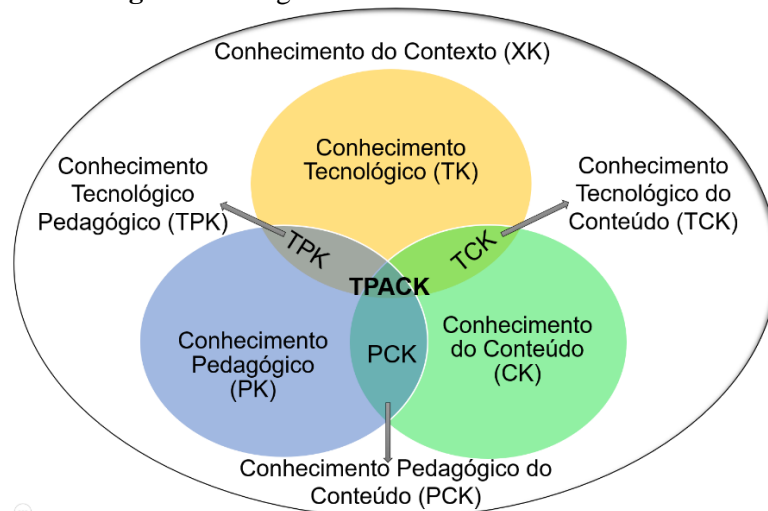 Conhecimento do Contexto (XK)
Conhecimento
Tecnológico (TK)
Conhecimento
Tecnológico
Pedagógico (TPK)
Conhecimento
Tecnológico do
Conteúdo (TCK)
TPK
TCK
TPACK
Conhecimento
Pedagógico
(PK)
PCK
Conhecimento
do Conteúdo
(CK)
Conhecimento Pedagógico do
Conteúdo (PCK)